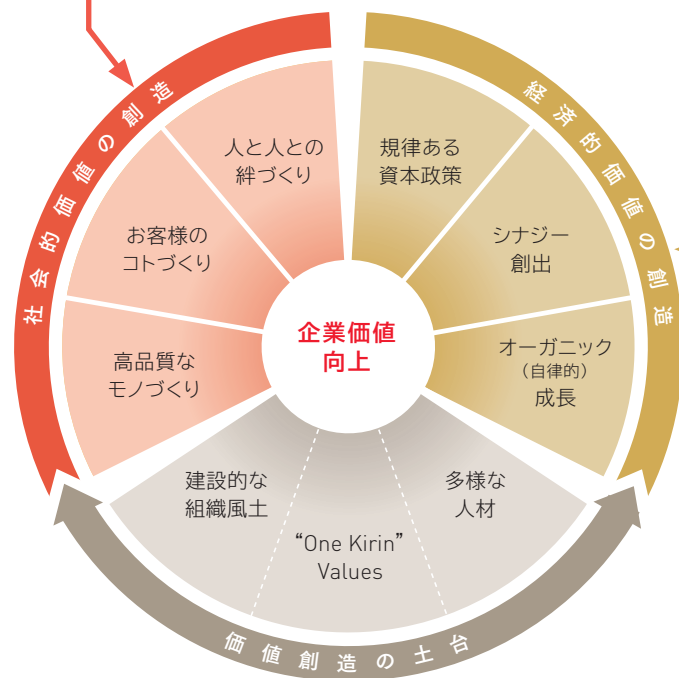 社会的価値の創造
経済的価値の創造
人と人との
絆づくり
規律ある
資本政策
お客様の
コトづくり
シナジー
創出
高品質な
モノづくり
企業価値
向上
オーガニック
（自律的）
成長
建設的な
組織風土
“One Kirin”
Values
多様な
人材
価値創造の土台